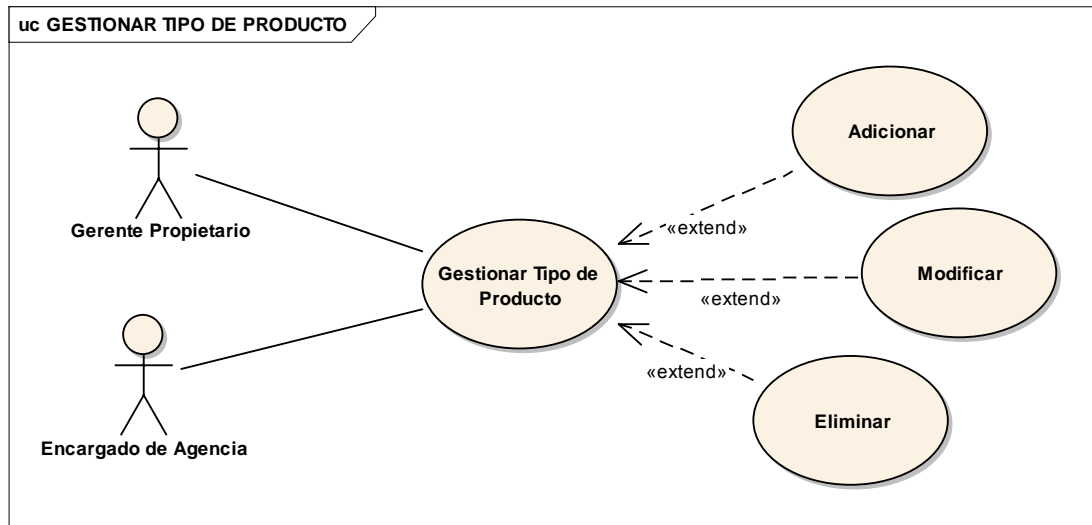 uc GESTIONAR TIPO DE PRODUCTO
Adicionar
«extend»
Gerente Propietario
Gestionar Tipo de
Producto
Modificar
«extend»
«extend»
Eliminar
Encargado de Agencia